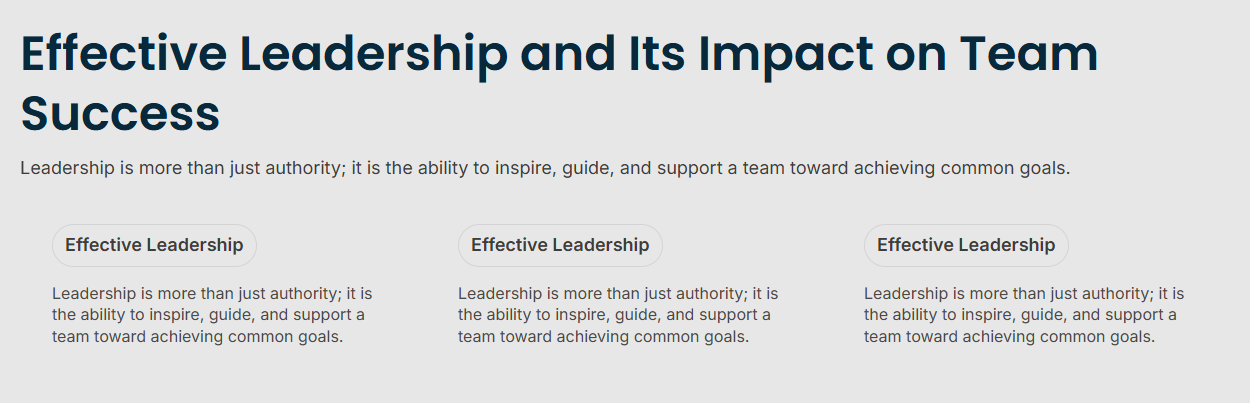 Effective Leadership and Its Impact on Team
Success
Leadership is more than just authority; it is the ability to inspire, guide, and support a team toward achieving common goals.
Effective Leadership
Leadership is more than just authority; it is
the ability to inspire, guide, and support a
team toward achieving common goals.
Effective Leadership
Leadership is more than just authority; it is
the ability to inspire, guide, and support a
team toward achieving common goals.
Effective Leadership
Leadership is more than just authority; it is
the ability to inspire, guide, and support a
team toward achieving common goals.